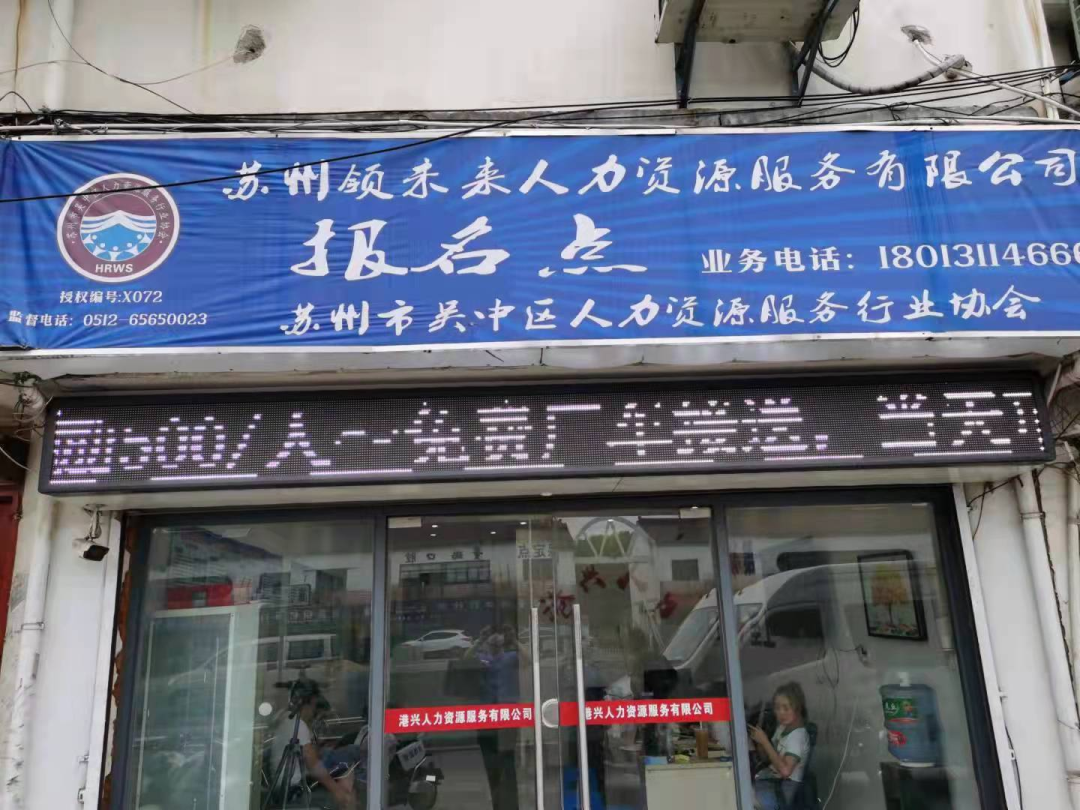 苏州领未来人力资源服务有限公司
报名点
业务电话：1801311466
HRWS
授权编号:X072
监督电话：0512-65650023
苏州市吴中区人力资源服务行业协会
500/人~免费厂车接送，当天
港兴人力资源服务有限公司
港兴人力资源服务有限公司